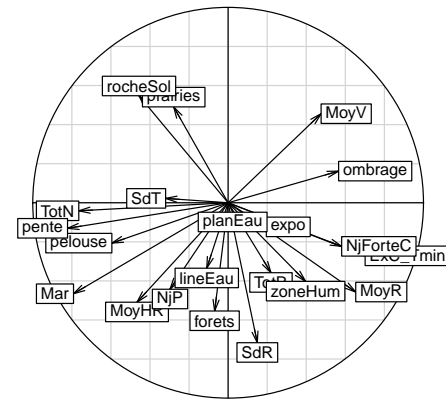 rocheSol
prairies
MoyV
ombrage
SdT
TotN
planEau
expo
pente
pelouse
NjForteC
lineEau
zoneHum
MoyR
Mar
NjP
MoyHR
forets
SdR